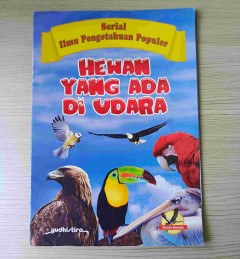 Serial
Ilmu Pengetahuan Populer
HEWAN
YANG ADA
DI UDARA
yudhistira